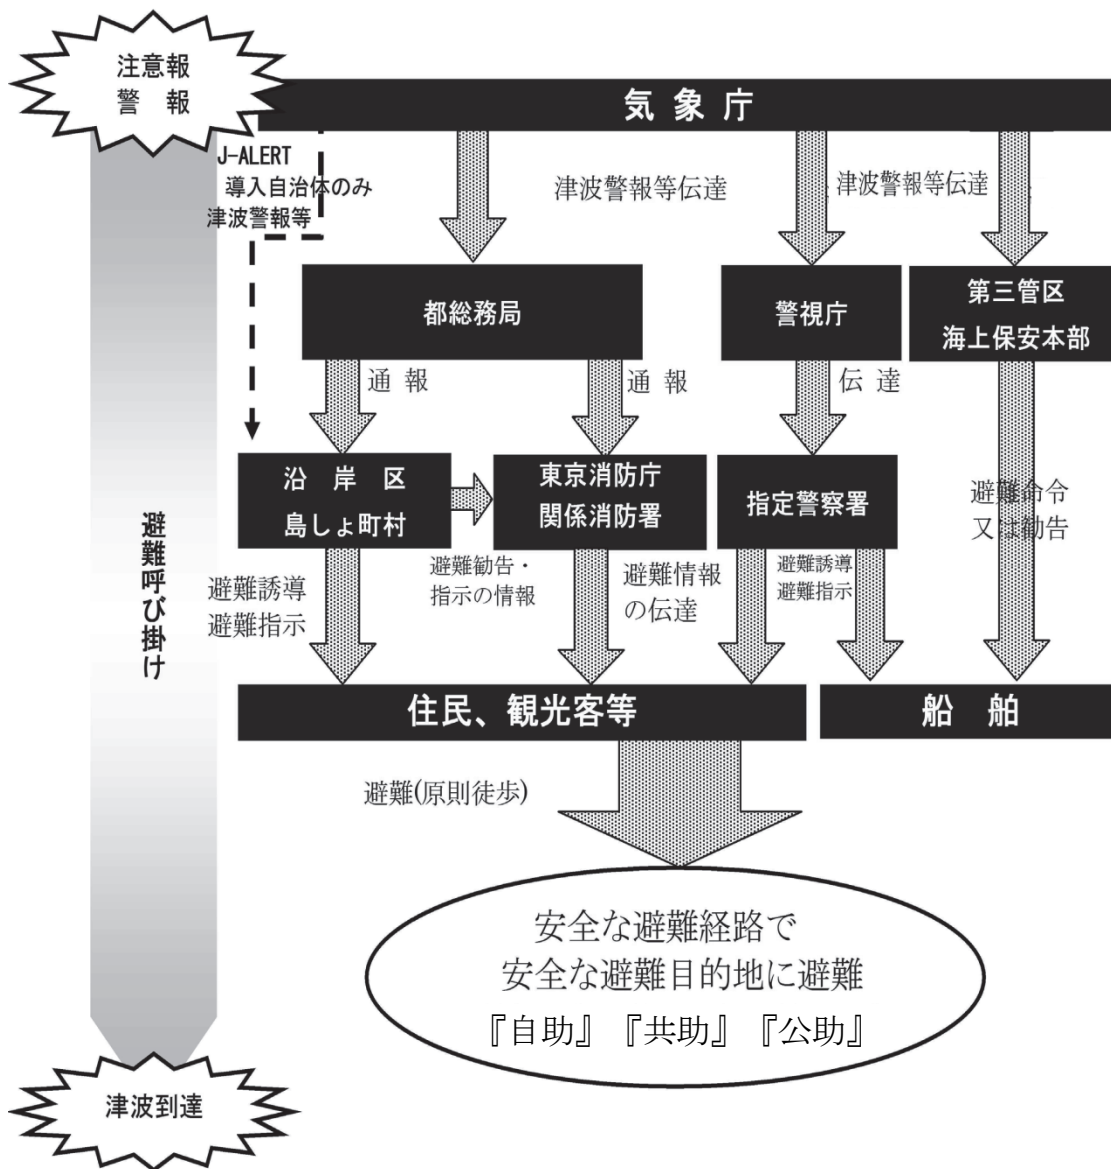 注意報
警 報
気 象 庁
J-ALERT
導入自治体のみ
津波警報等
津波警報等伝達
津波警報等伝達
都総務局
警視庁
第三管区
海上保安本部
通 報
通 報
伝 達
沿 岸 区
島しょ町村
東京消防庁
関係消防署
指定警察署
避難命令
又は勧告
避難呼び掛け
避難誘導
避難指示
避難勧告・
指示の情報
避難情報
の伝達
避難誘導
避難指示
住民、観光客等
船 舶
避難(原則徒歩)
安全な避難経路で
安全な避難目的地に避難
『自助』『共助』『公助』
津波到達